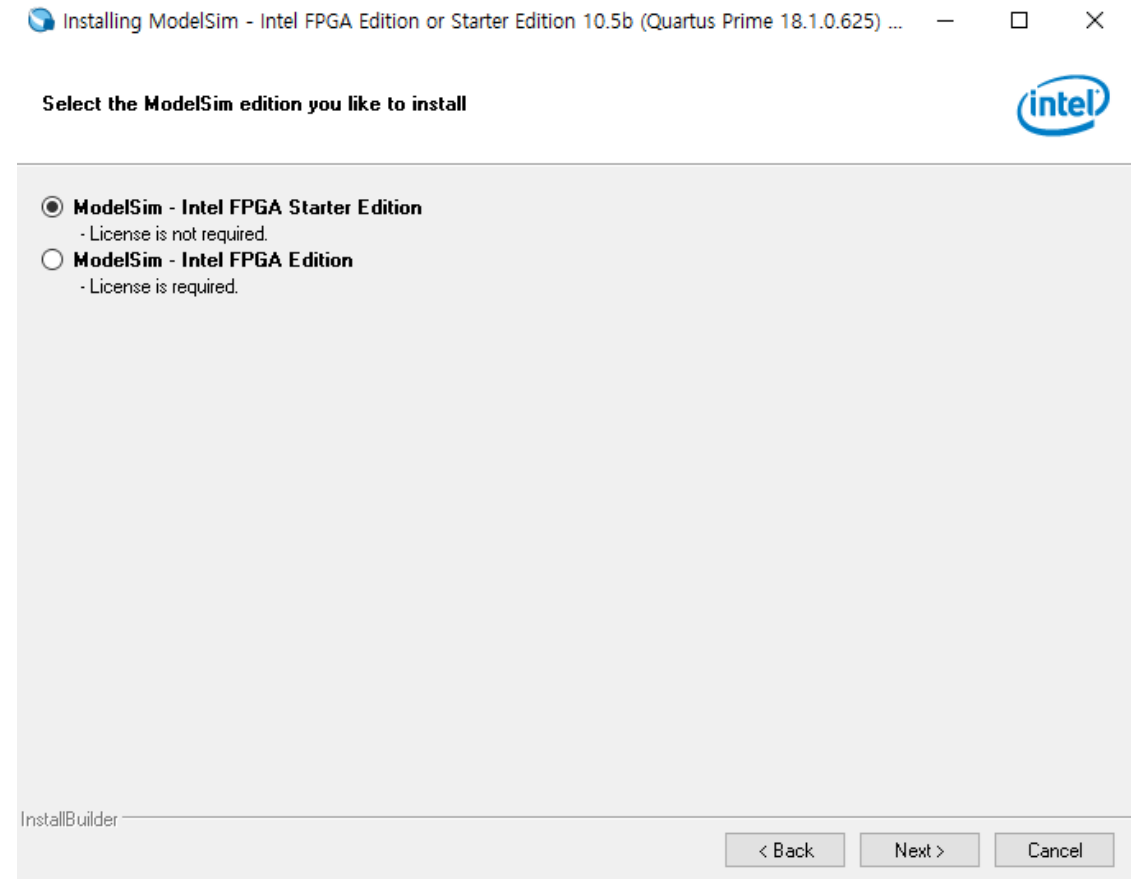 Installing ModelSim - Intel FPGA Edition or Starter Edition 10.5b (Quartus Prime 18.1.0.625) ...
Select the ModelSim edition you like to install
intel
ModelSim - Intel FPGA Starter Edition
- License is not required.
ModelSim - Intel FPGA Edition
- License is required.
InstallBuilder
< Back Next > Cancel